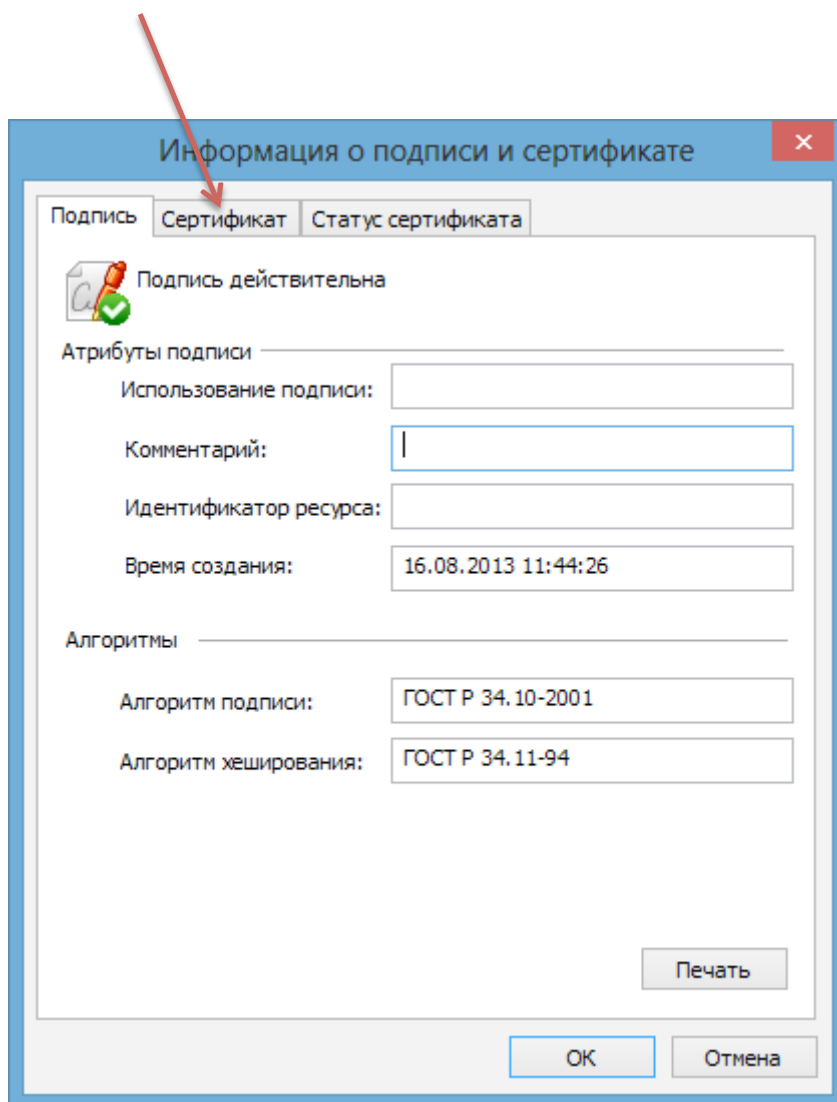 Информация о подписи и сертификате
Подпись Сертификат Статус сертификата
Подпись действительна
Атрибуты подписи
Использование подписи:
Комментарий:
Идентификатор ресурса:
Время создания: 16.08.2013 11:44:26
Алгоритмы
Алгоритм подписи: ГОСТ Р 34.10-2001
Алгоритм хеширования: ГОСТ Р 34.11-94
Печать
ОК Отмена